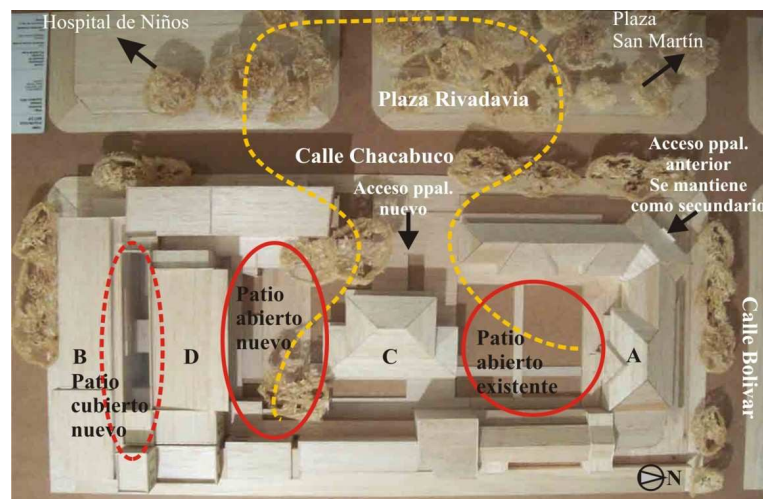 Hospital de Niños
Plaza
San Martín
Plaza Rivadavia
Calle Chacabuco
Acceso ppal.
nuevo
Acceso ppal.
anterior
Se mantiene
como secundario
Patio
abierto
nuevo
Patio
abierto
existente
A
B
D
C
Patio
cubierto
nuevo
Calle Bolivar
N